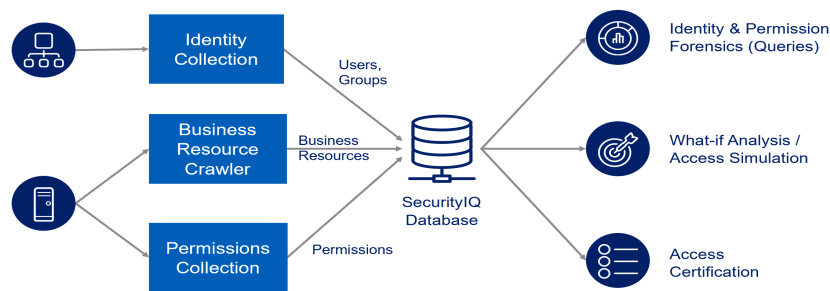 Identity
Collection
Users,
Groups
Business
Resource
Crawler
Business
Resources
Permissions
Collection
Permissions
SecurityIQ
Database
Identity & Permission
Forensics (Queries)
What-if Analysis /
Access Simulation
Access
Certification